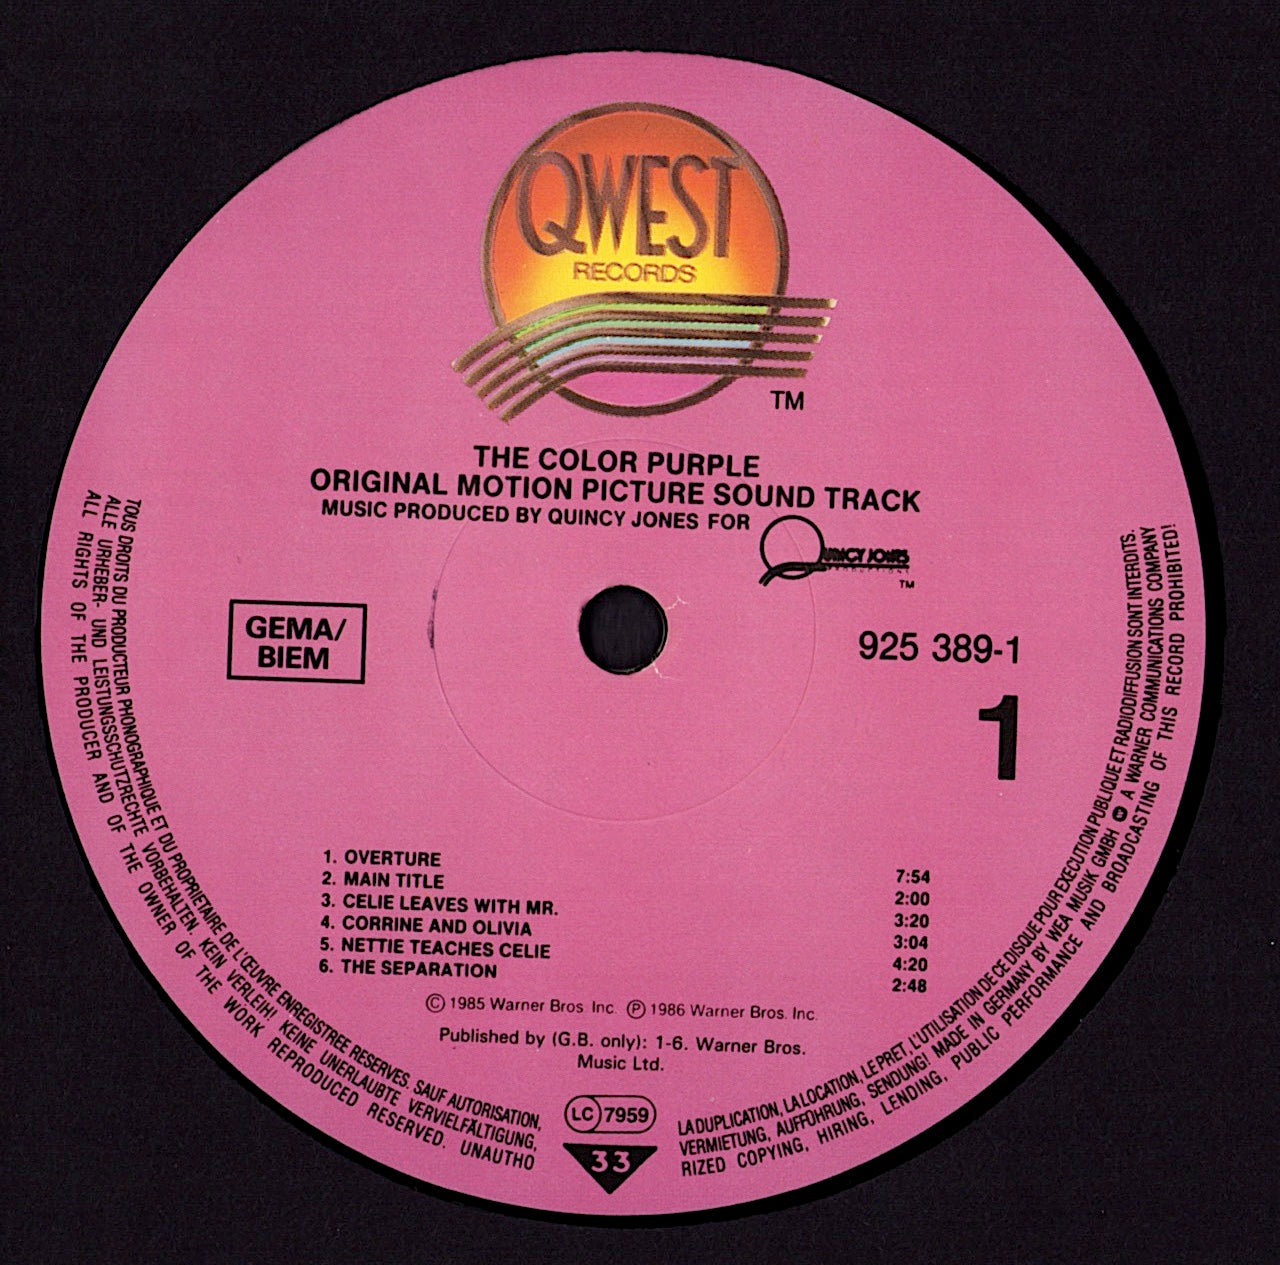 QWEST
RECORDS
TM
THE COLOR PURPLE
ORIGINAL MOTION PICTURE SOUND TRACK
MUSIC PRODUCED BY QUINCY JONES FOR
QUINCY JONES
PRODUCTIONS
TM
GEMA/
BIEM
925 389-1
1
1. OVERTURE 7:54
2. MAIN TITLE 2:00
3. CELIE LEAVES WITH MR. 3:20
4. CORRINE AND OLIVIA 3:04
5. NETTIE TEACHES CELIE 4:20
6. THE SEPARATION 2:48
© 1985 Warner Bros. Inc. ℗ 1986 Warner Bros. Inc.
Published by (G.B. only): 1-6. Warner Bros.
Music Ltd.
LC 7959
33
TOUS DROITS DU PRODUCTEUR PHONOGRAPHIQUE ET DU PROPRIETAIRE DE L'ŒUVRE ENREGISTREE RESERVES. SAUF AUTORISATION, LA DUPLICATION, LA LOCATION, LE PRET, L'UTILISATION DE CE DISQUE POUR EXECUTION PUBLIQUE ET RADIODIFFUSION SONT INTERDITS.
ALLE URHEBER- UND LEISTUNGSSCHUTZRECHTE VORBEHALTEN. KEIN VERLEIH! KEINE UNERLAUBTE VERVIELFÄLTIGUNG, VERMIETUNG, AUFFÜHRUNG, SENDUNG! MADE IN GERMANY BY WEA MUSIK GMBH A WARNER COMMUNICATIONS COMPANY
ALL RIGHTS OF THE PRODUCER AND OF THE OWNER OF THE WORK REPRODUCED RESERVED. UNAUTHORIZED COPYING, HIRING, LENDING, PUBLIC PERFORMANCE AND BROADCASTING OF THIS RECORD PROHIBITED!